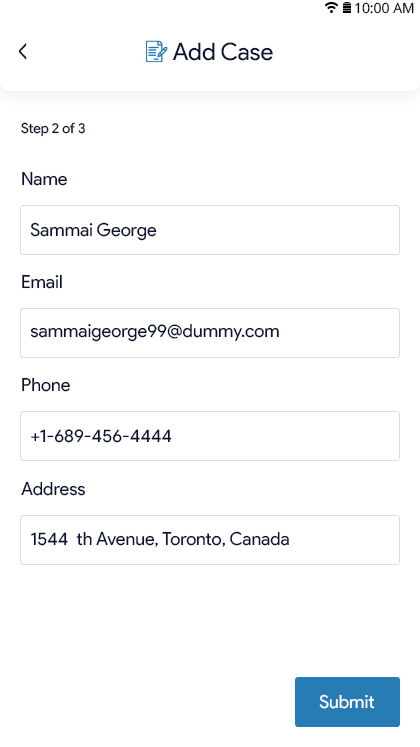 10:00 AM
Add Case
Step 2 of 3
Name
Sammai George
Email
sammaigeorge99@dummy.com
Phone
+1-689-456-4444
Address
1544  th Avenue, Toronto, Canada
Submit